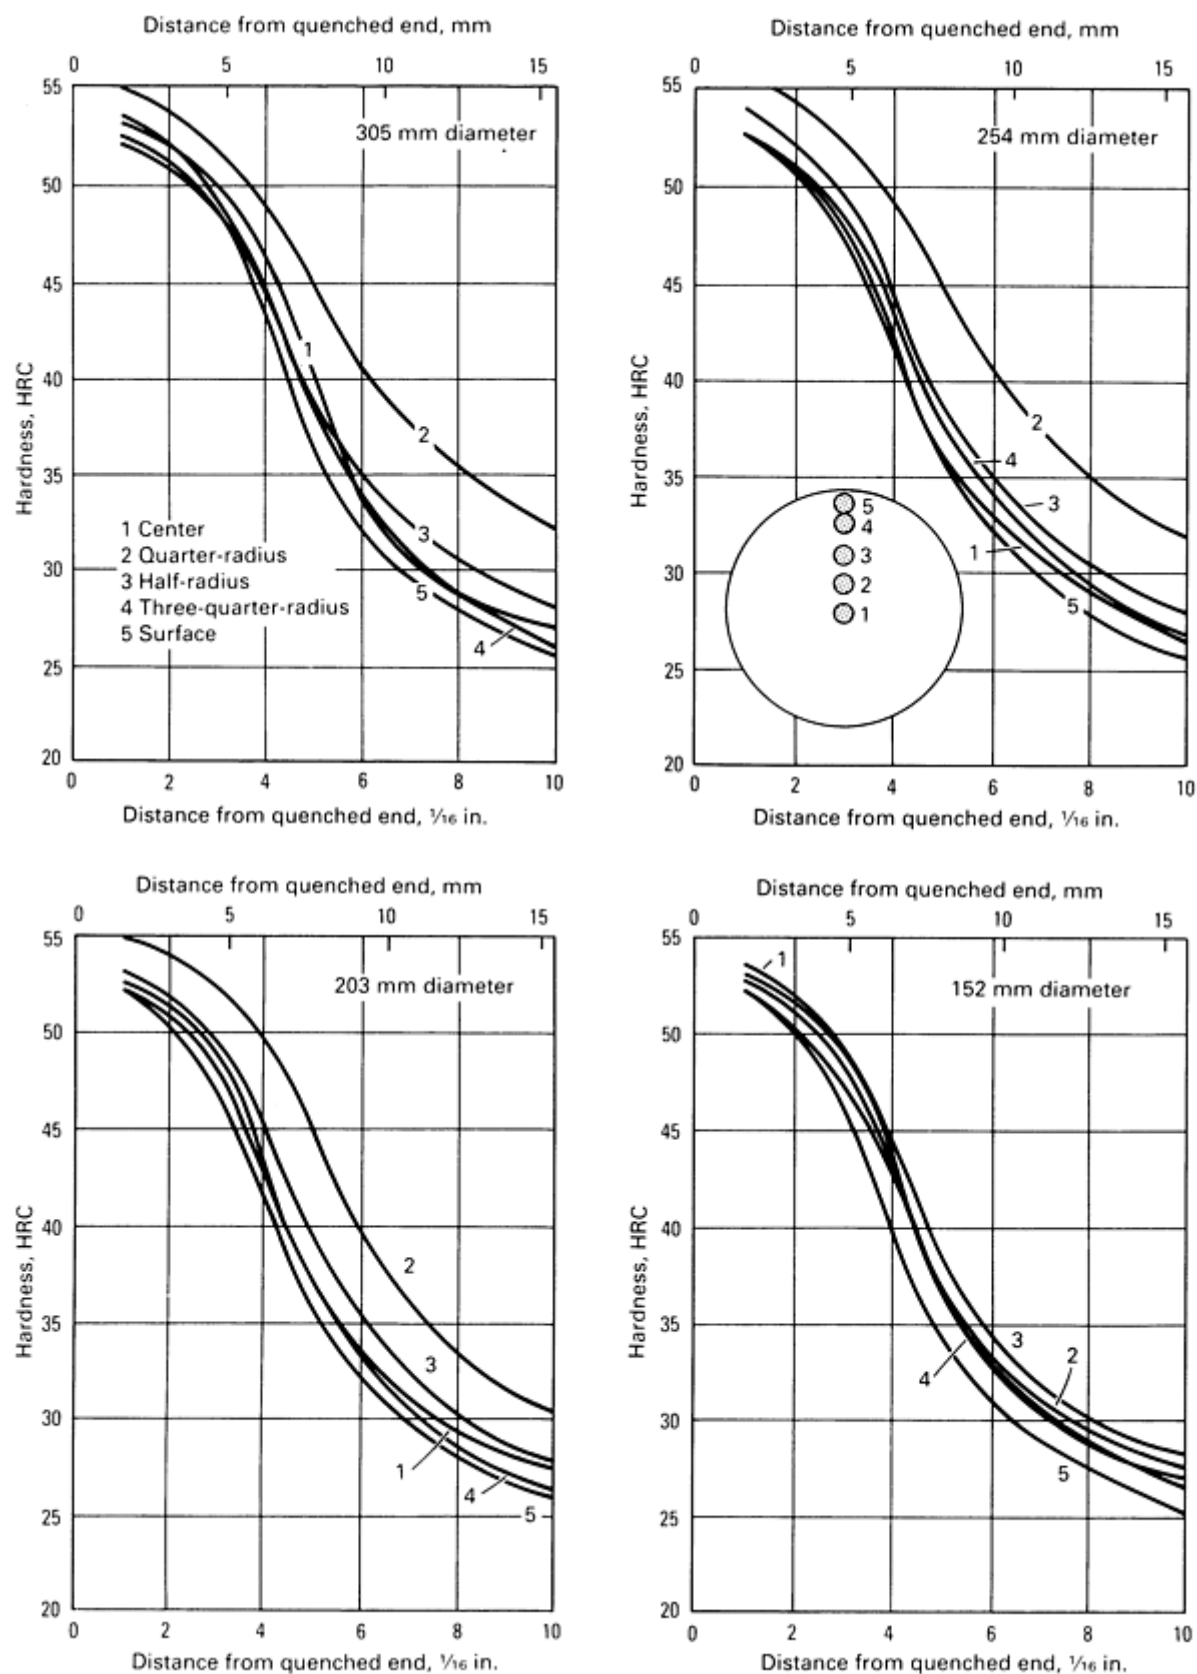 Distance from quenched end, mm
0 5 10 15
55
50
45
40
35
30
25
20
Hardness, HRC
305 mm diameter
1
2
3
5
4
1 Center
2 Quarter-radius
3 Half-radius
4 Three-quarter-radius
5 Surface
0 2 4 6 8 10
Distance from quenched end, 1/16 in.
Distance from quenched end, mm
0 5 10 15
55
50
45
40
35
30
25
20
Hardness, HRC
254 mm diameter
2
4
3
1
5
5
4
3
2
1
0 2 4 6 8 10
Distance from quenched end, 1/16 in.
Distance from quenched end, mm
0 5 10 15
55
50
45
40
35
30
25
20
Hardness, HRC
203 mm diameter
2
3
1
4
5
0 2 4 6 8 10
Distance from quenched end, 1/16 in.
Distance from quenched end, mm
0 5 10 15
55
50
45
40
35
30
25
20
Hardness, HRC
152 mm diameter
1
3
2
4
5
0 2 4 6 8 10
Distance from quenched end, 1/16 in.